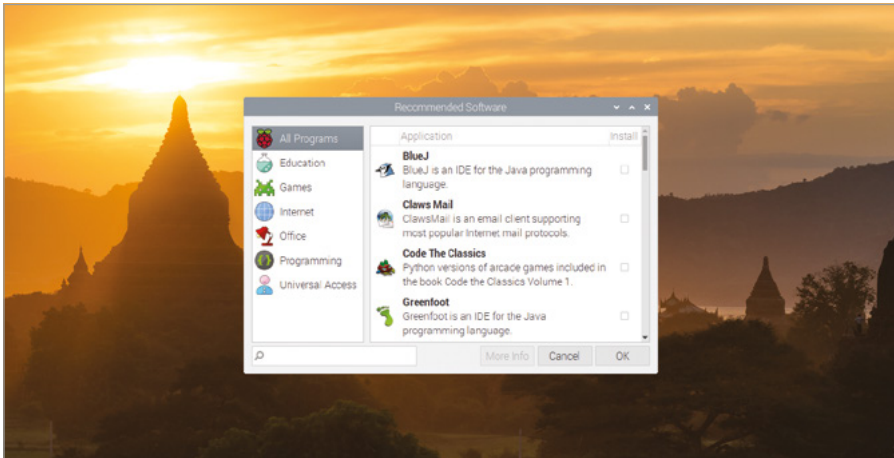 Recommended Software
All Programs
Education
Games
Internet
Office
Programming
Universal Access
Application Install
BlueJ
BlueJ is an IDE for the Java programming
language.
Claws Mail
ClawsMail is an email client supporting
most popular Internet mail protocols.
Code The Classics
Python versions of arcade games included in
the book Code the Classics Volume 1.
Greenfoot
Greenfoot is an IDE for the Java
programming language.
More Info Cancel OK